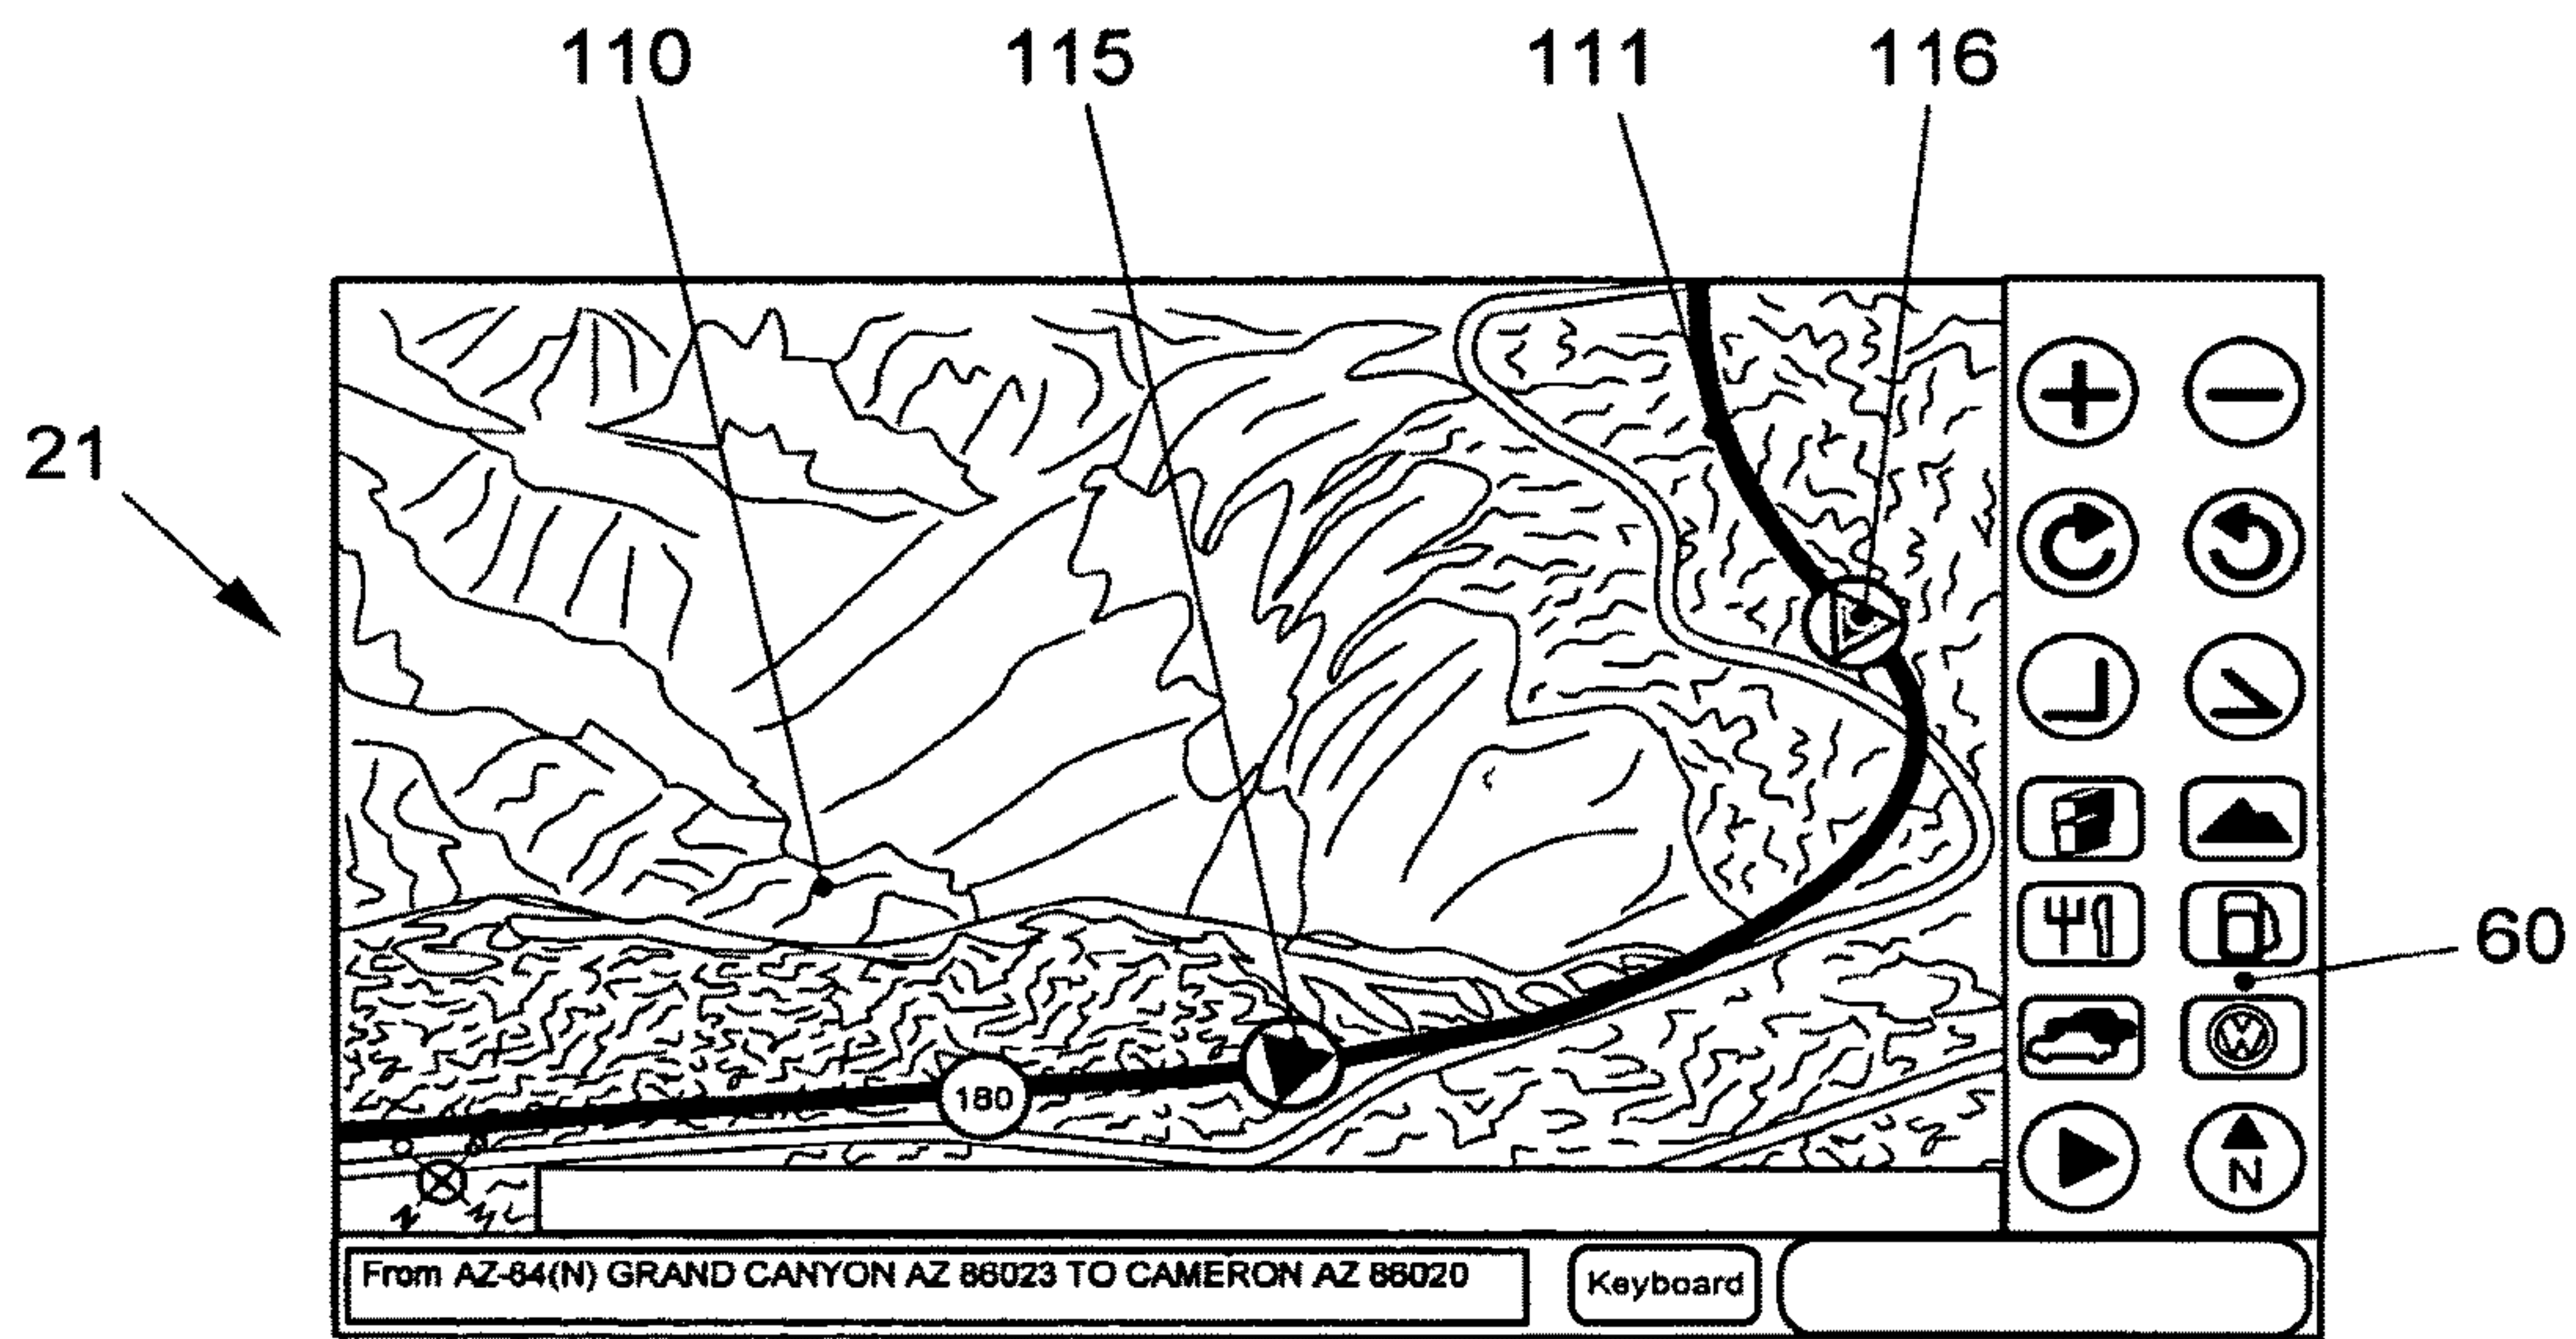 110 115 111 116
21
60
180
N
From AZ-64(N) GRAND CANYON AZ 86023 TO CAMERON AZ 86020
Keyboard